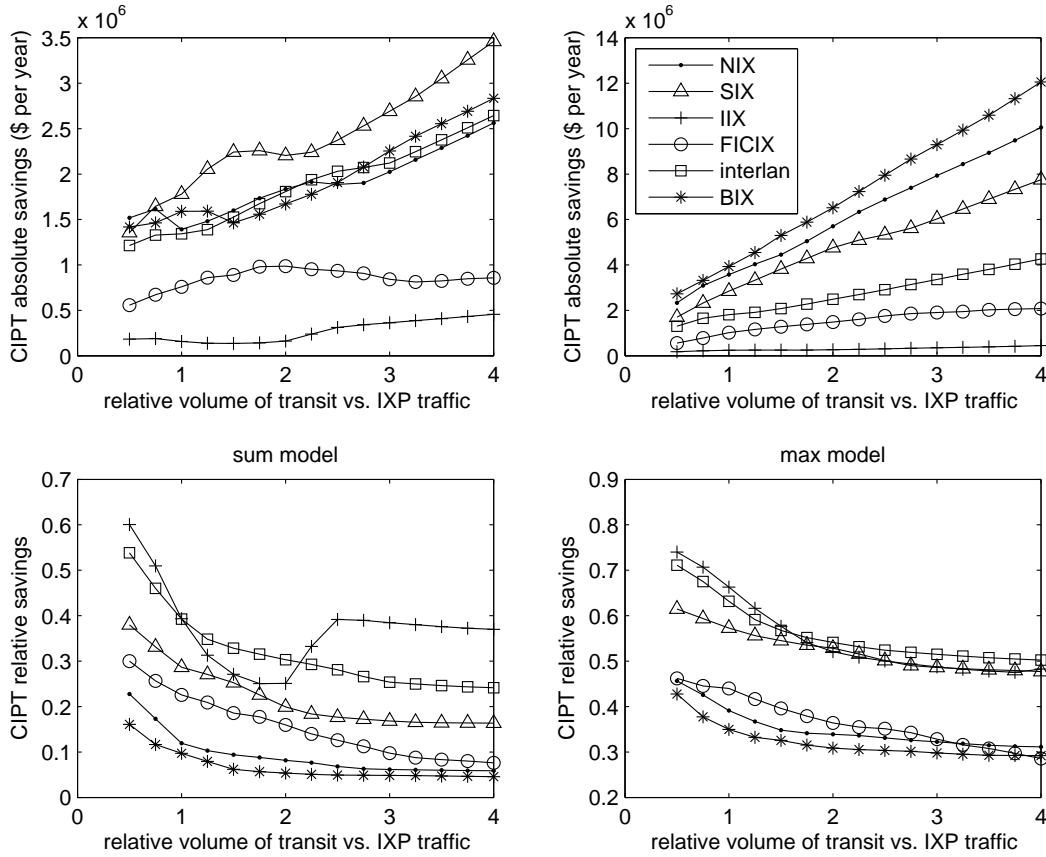 x 10^6
3.5
3
2.5
2
1.5
1
0.5
0
0 1 2 3 4
CIPT absolute savings ($ per year)
relative volume of transit vs. IXP traffic
x 10^6
14
12
10
8
6
4
2
0
0 1 2 3 4
CIPT absolute savings ($ per year)
relative volume of transit vs. IXP traffic
NIX
SIX
IIX
FICIX
interlan
BIX
sum model
0.7
0.6
0.5
0.4
0.3
0.2
0.1
0
0 1 2 3 4
CIPT relative savings
relative volume of transit vs. IXP traffic
max model
0.9
0.8
0.7
0.6
0.5
0.4
0.3
0.2
0 1 2 3 4
CIPT relative savings
relative volume of transit vs. IXP traffic